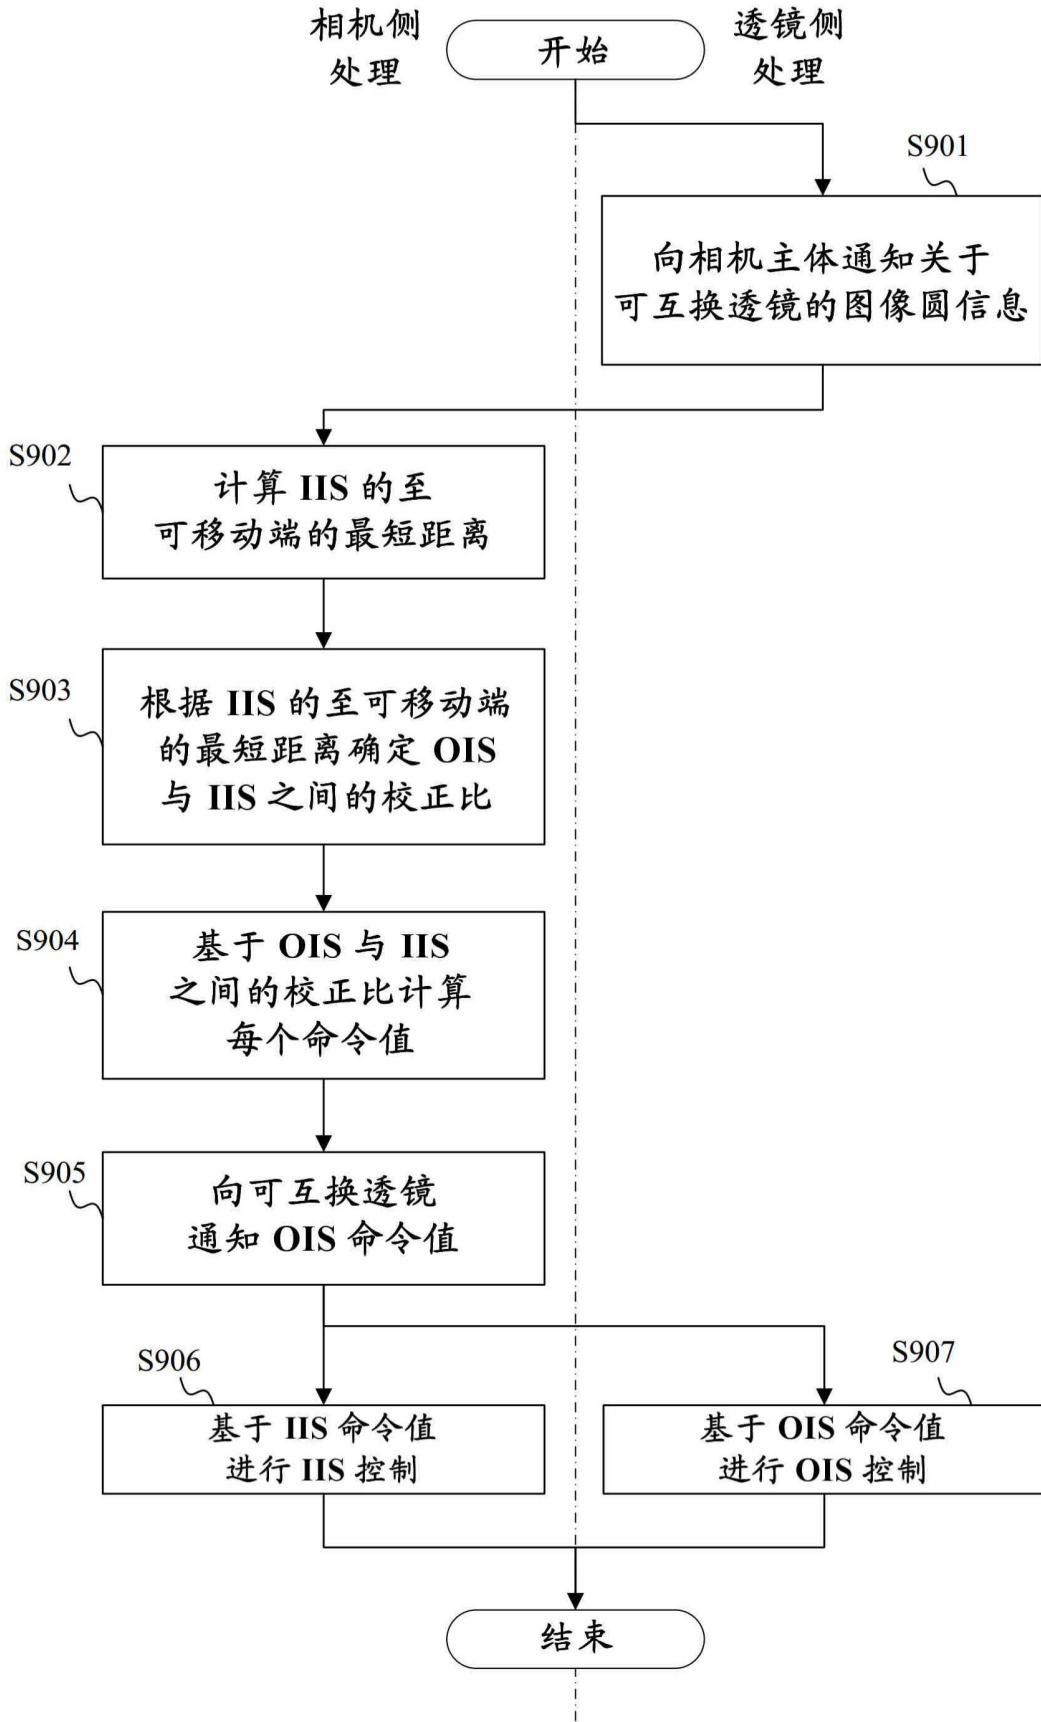 相机侧
处理
开始
透镜侧
处理
S901
向相机主体通知关于
可互换透镜的图像圆信息
S902
计算 IIS 的至
可移动端的最短距离
S903
根据 IIS 的至可移动端
的最短距离确定 OIS
与 IIS 之间的校正比
S904
基于 OIS 与 IIS
之间的校正比计算
每个命令值
S905
向可互换透镜
通知 OIS 命令值
S906
基于 IIS 命令值
进行 IIS 控制
S907
基于 OIS 命令值
进行 OIS 控制
结束